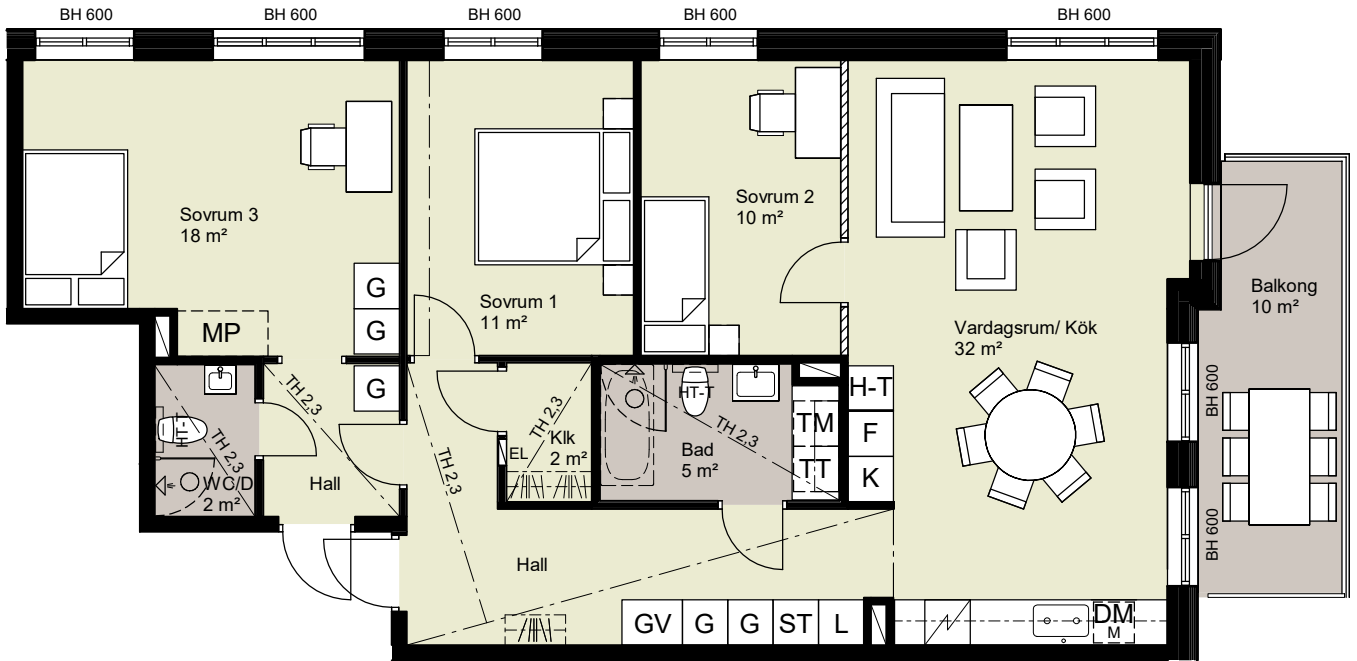 BH 600
BH 600
BH 600
BH 600
BH 600
Sovrum 3
18 m²
Sovrum 2
10 m²
Sovrum 1
11 m²
Balkong
10 m²
Vardagsrum/ Kök
32 m²
G
G
MP
G
TH 2,3
TH 2,3
HT-T
WC/D
2 m²
Hall
TH 2,3
TH 2,3
EL
Klk
2 m²
HT-T
TH 2,3
Bad
5 m²
TM
TT
H-T
F
K
BH 600
BH 600
Hall
GV
G
G
ST
L
DM
M